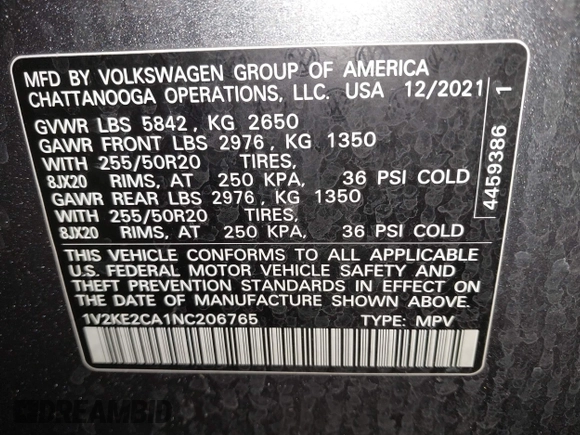 MFD BY VOLKSWAGEN GROUP OF AMERICA
CHATTANOOGA OPERATIONS, LLC. USA 12/2021
GVWR LBS 5842, KG 2650
GAWR FRONT LBS 2976, KG 1350
WITH 255/50R20 TIRES,
8JX20 RIMS, AT 250 KPA, 36 PSI COLD
GAWR REAR LBS 2976, KG 1350
WITH 255/50R20 TIRES,
8JX20 RIMS, AT 250 KPA, 36 PSI COLD
THIS VEHICLE CONFORMS TO ALL APPLICABLE
U.S. FEDERAL MOTOR VEHICLE SAFETY AND
THEFT PREVENTION STANDARDS IN EFFECT ON
THE DATE OF MANUFACTURE SHOWN ABOVE.
1V2KE2CA1NC206765 TYPE: MPV
4459386 1
DREAMBID